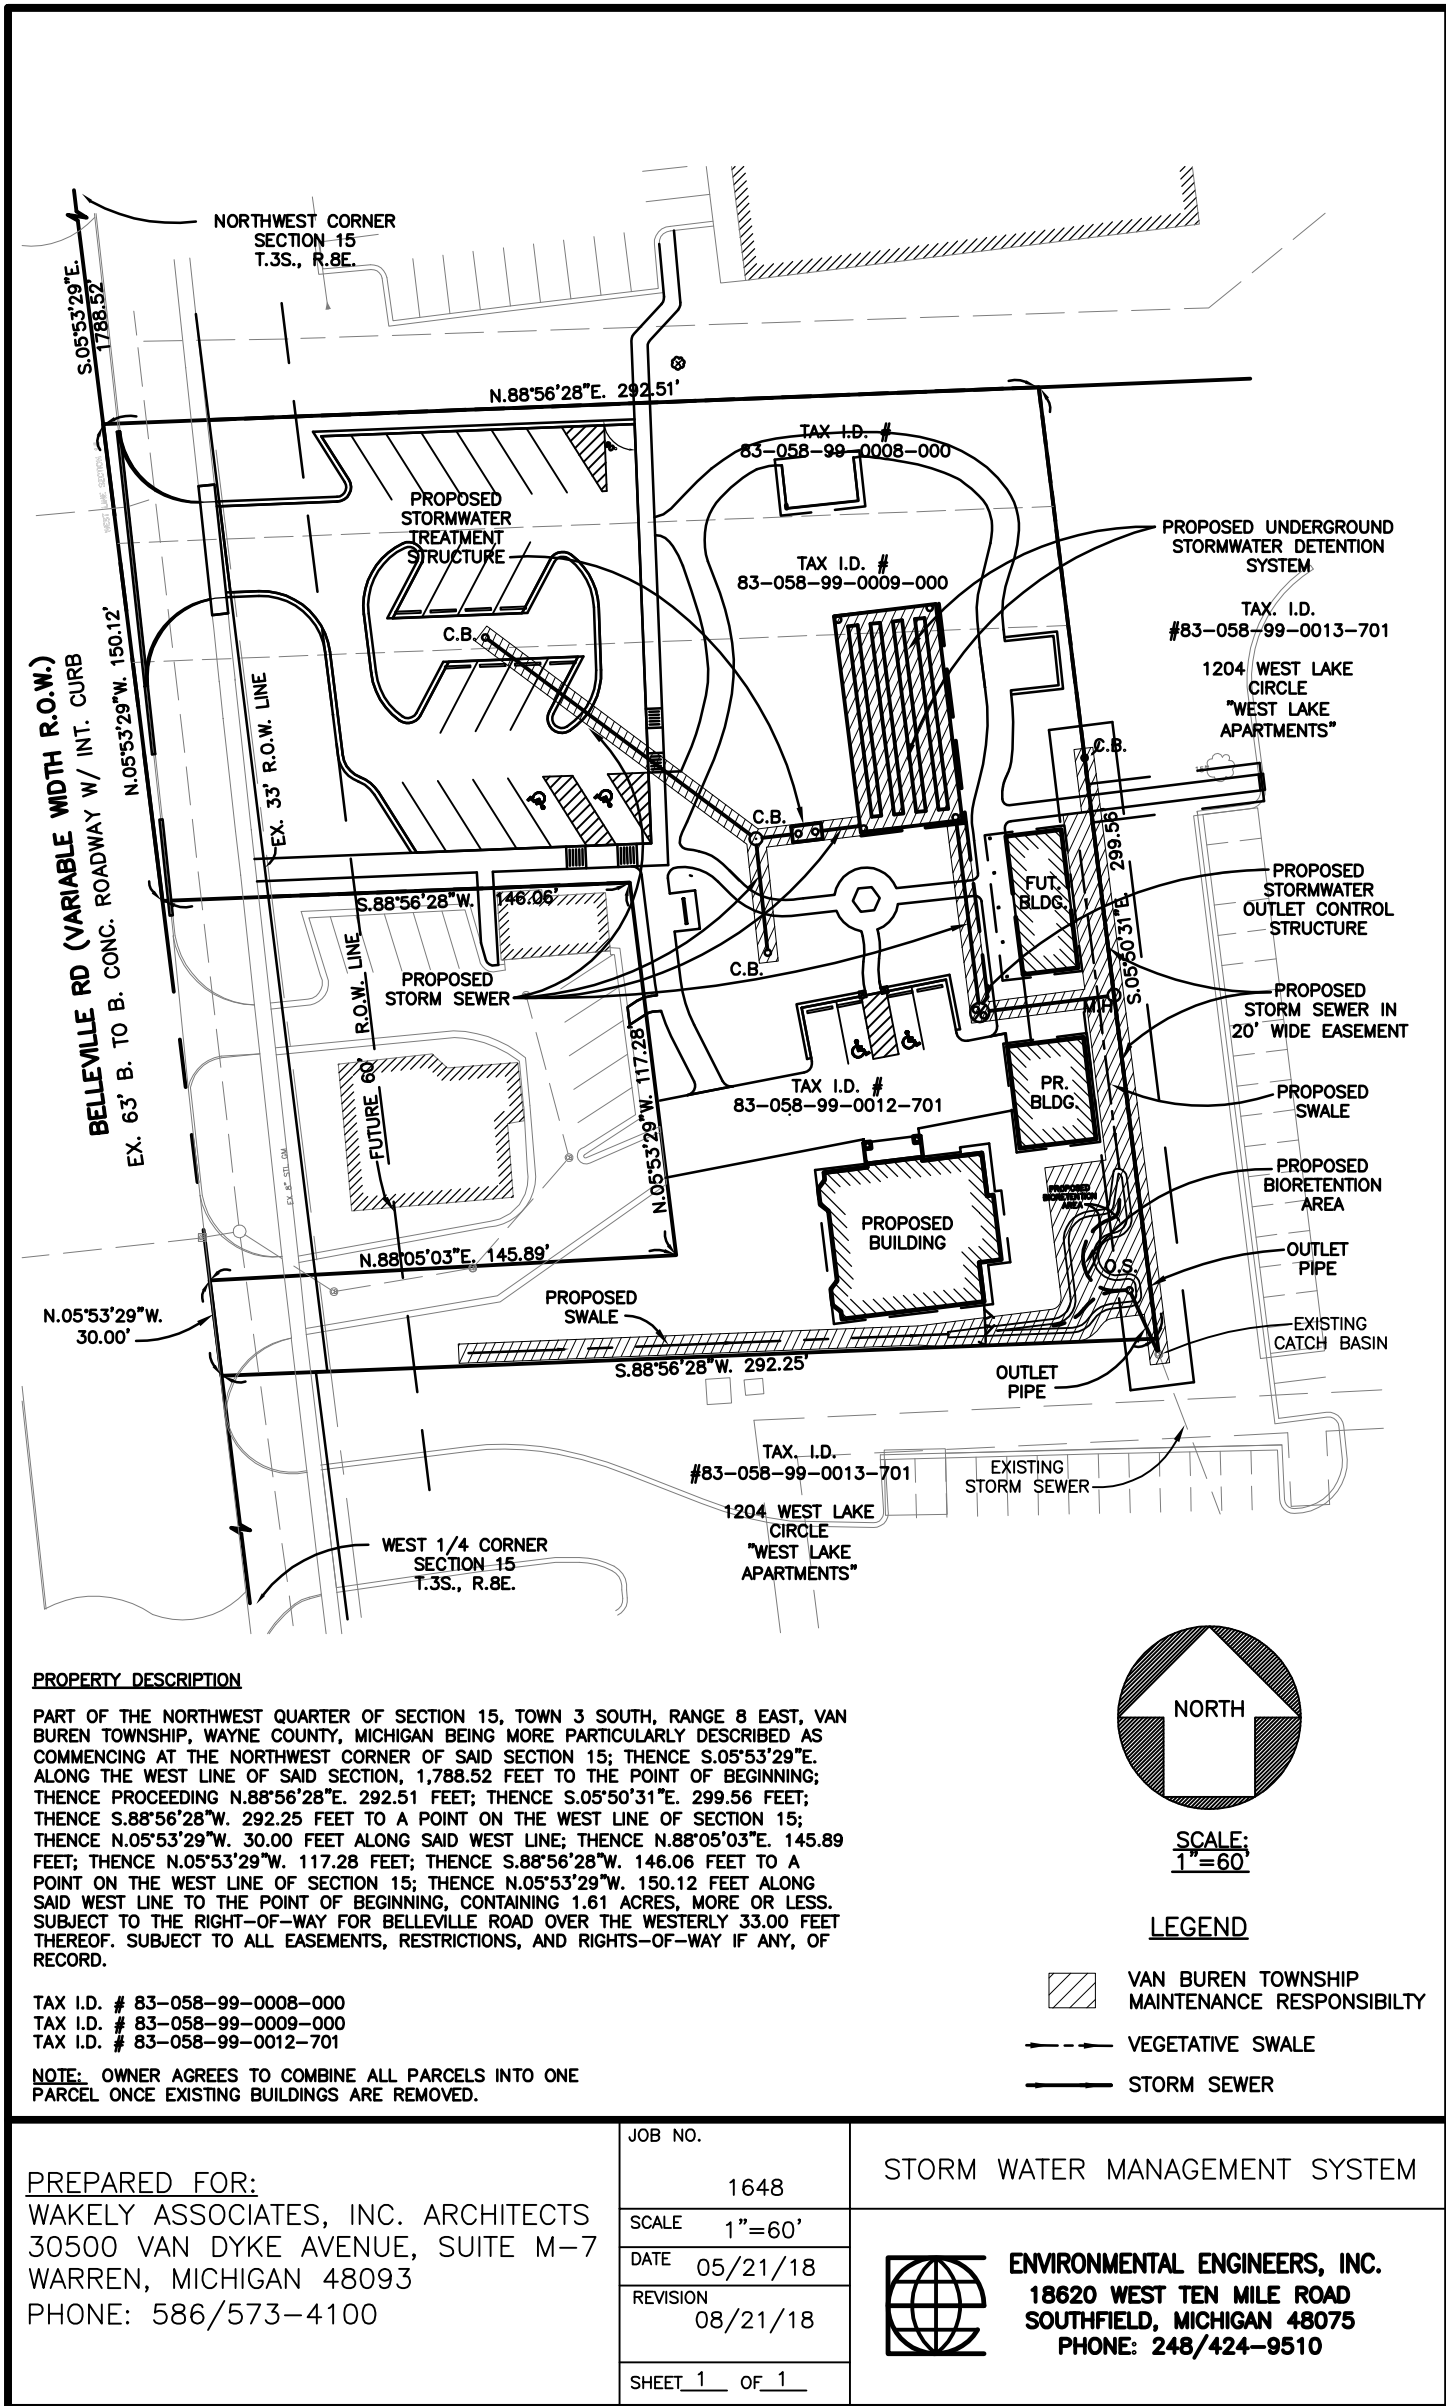 NORTHWEST CORNER
SECTION 15
T.3S., R.8E.
S.05°53'29"E.
1788.52'
N.88°56'28"E. 292.51'
TAX I.D. #
83-058-99-0008-000
PROPOSED
STORMWATER
TREATMENT
STRUCTURE
PROPOSED UNDERGROUND
STORMWATER DETENTION
SYSTEM
TAX I.D. #
83-058-99-0009-000
TAX. I.D.
#83-058-99-0013-701
1204 WEST LAKE
CIRCLE
"WEST LAKE
APARTMENTS"
C.B.
C.B.
C.B.
C.B.
N.05°53'29"W. 150.12'
BELLEVILLE RD (VARIABLE WIDTH R.O.W.)
EX. 63' B. TO B. CONC. ROADWAY W/ INT. CURB
EX. 33' R.O.W. LINE
S.88°56'28"W. 146.06'
FUT.
BLDG.
S.05°50'31"E. 299.56'
PROPOSED
STORMWATER
OUTLET CONTROL
STRUCTURE
PROPOSED
STORM SEWER
M.H.
PROPOSED
STORM SEWER IN
20' WIDE EASEMENT
FUTURE 60' R.O.W. LINE
N.05°53'29"W. 117.28'
TAX I.D. #
83-058-99-0012-701
PR.
BLDG.
PROPOSED
SWALE
EX 8" STL GM
PROPOSED
BIORETENTION
AREA
PROPOSED
BIORETENTION
AREA
PROPOSED
BUILDING
O.S.
OUTLET
PIPE
N.88°05'03"E. 145.89'
N.05°53'29"W.
30.00'
PROPOSED
SWALE
EXISTING
CATCH BASIN
S.88°56'28"W. 292.25'
OUTLET
PIPE
TAX. I.D.
#83-058-99-0013-701
1204 WEST LAKE
CIRCLE
"WEST LAKE
APARTMENTS"
EXISTING
STORM SEWER
WEST 1/4 CORNER
SECTION 15
T.3S., R.8E.
PROPERTY DESCRIPTION
PART OF THE NORTHWEST QUARTER OF SECTION 15, TOWN 3 SOUTH, RANGE 8 EAST, VAN
BUREN TOWNSHIP, WAYNE COUNTY, MICHIGAN BEING MORE PARTICULARLY DESCRIBED AS
COMMENCING AT THE NORTHWEST CORNER OF SAID SECTION 15; THENCE S.05°53'29"E.
ALONG THE WEST LINE OF SAID SECTION, 1,788.52 FEET TO THE POINT OF BEGINNING;
THENCE PROCEEDING N.88°56'28"E. 292.51 FEET; THENCE S.05°50'31"E. 299.56 FEET;
THENCE S.88°56'28"W. 292.25 FEET TO A POINT ON THE WEST LINE OF SECTION 15;
THENCE N.05°53'29"W. 30.00 FEET ALONG SAID WEST LINE; THENCE N.88°05'03"E. 145.89
FEET; THENCE N.05°53'29"W. 117.28 FEET; THENCE S.88°56'28"W. 146.06 FEET TO A
POINT ON THE WEST LINE OF SECTION 15; THENCE N.05°53'29"W. 150.12 FEET ALONG
SAID WEST LINE TO THE POINT OF BEGINNING, CONTAINING 1.61 ACRES, MORE OR LESS.
SUBJECT TO THE RIGHT-OF-WAY FOR BELLEVILLE ROAD OVER THE WESTERLY 33.00 FEET
THEREOF. SUBJECT TO ALL EASEMENTS, RESTRICTIONS, AND RIGHTS-OF-WAY IF ANY, OF
RECORD.
TAX I.D. # 83-058-99-0008-000
TAX I.D. # 83-058-99-0009-000
TAX I.D. # 83-058-99-0012-701
NOTE: OWNER AGREES TO COMBINE ALL PARCELS INTO ONE
PARCEL ONCE EXISTING BUILDINGS ARE REMOVED.
NORTH
SCALE:
1"=60'
LEGEND
VAN BUREN TOWNSHIP
MAINTENANCE RESPONSIBILTY
VEGETATIVE SWALE
STORM SEWER
PREPARED FOR:
WAKELY ASSOCIATES, INC. ARCHITECTS
30500 VAN DYKE AVENUE, SUITE M-7
WARREN, MICHIGAN 48093
PHONE: 586/573-4100
JOB NO.
1648
SCALE 1"=60'
DATE 05/21/18
REVISION
08/21/18
SHEET 1 OF 1
STORM WATER MANAGEMENT SYSTEM
ENVIRONMENTAL ENGINEERS, INC.
18620 WEST TEN MILE ROAD
SOUTHFIELD, MICHIGAN 48075
PHONE: 248/424-9510